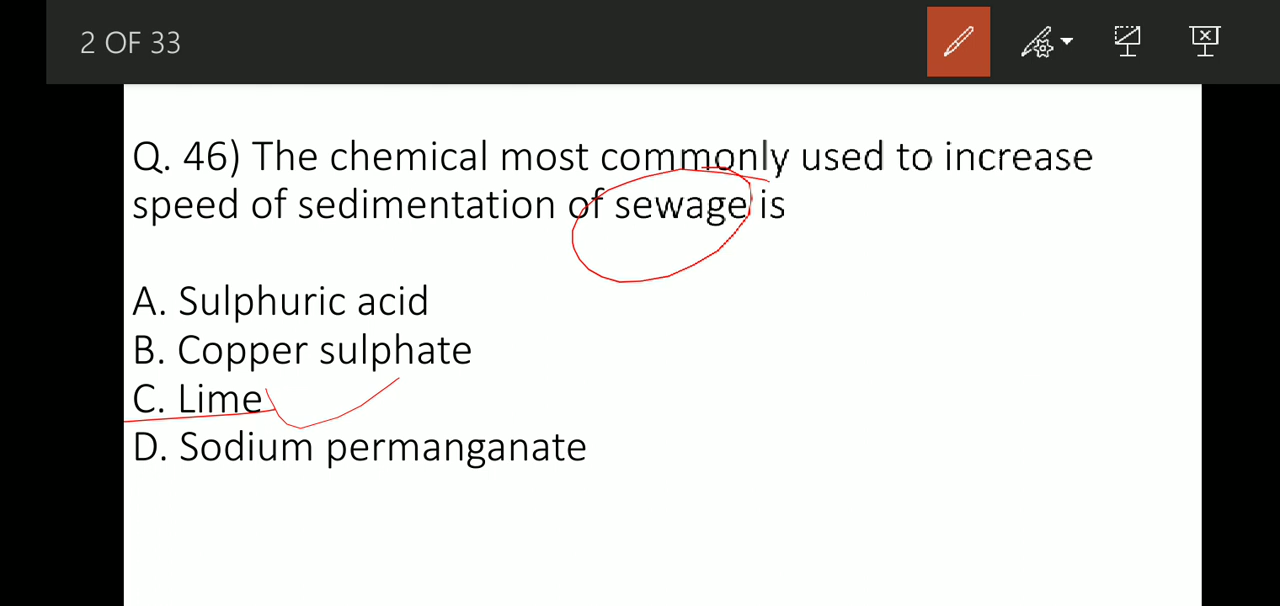 2 OF 33
Q. 46) The chemical most commonly used to increase
speed of sedimentation of sewage is
A. Sulphuric acid
B. Copper sulphate
C. Lime
D. Sodium permanganate